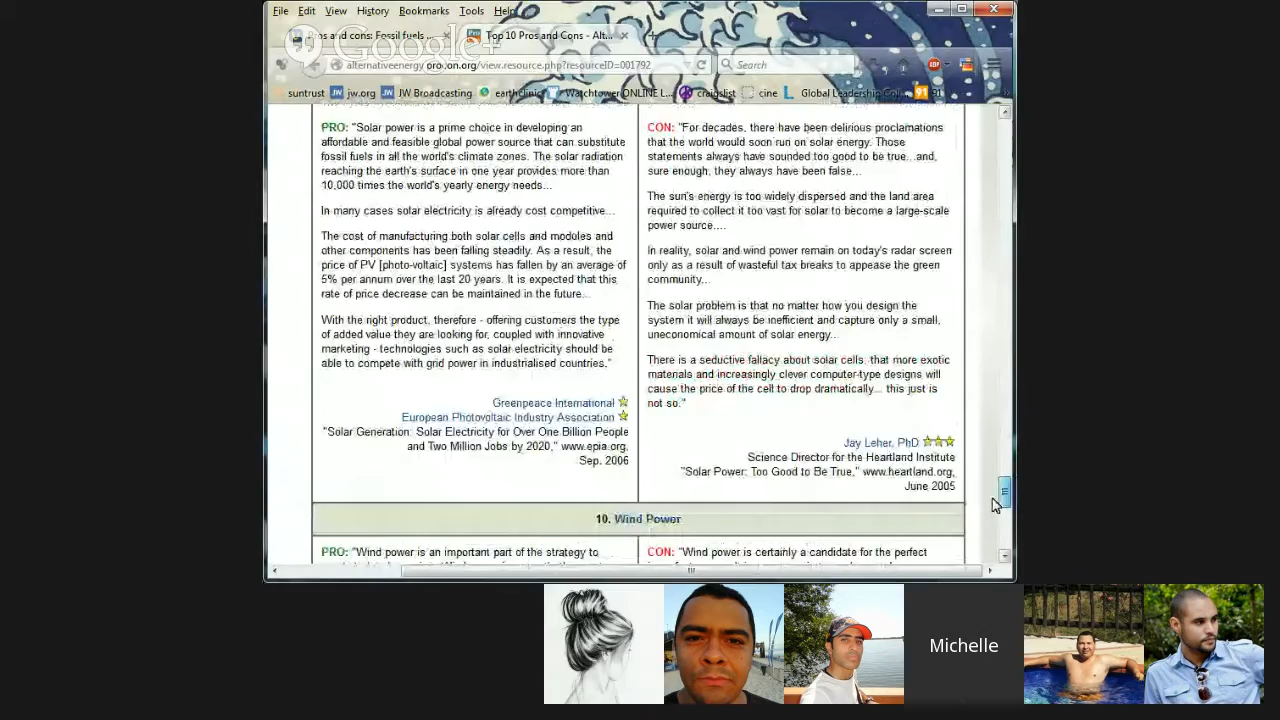 File Edit View History Bookmarks Tools Help
Google+
Pros and cons: Fossil fuels ...
Top 10 Pros and Cons - Alt...
alternativeenergy.procon.org/view.resource.php?resourceID=001792
Search
suntrust jw.org JW Broadcasting earthclinic Watchtower ONLINE L... craigslist cine Global Leadership 91
PRO: "Solar power is a prime choice in developing an
affordable and feasible global power source that can substitute
fossil fuels in all the world's climate zones. The solar radiation
reaching the earth's surface in one year provides more than
10,000 times the world's yearly energy needs...
In many cases solar electricity is already cost competitive...
The cost of manufacturing both solar cells and modules and
other components has been falling steadily. As a result, the
price of PV [photo-voltaic] systems has fallen by an average of
5% per annum over the last 20 years. It is expected that this
rate of price decrease can be maintained in the future...
With the right product, therefore - offering customers the type
of added value they are looking for, coupled with innovative
marketing - technologies such as solar electricity should be
able to compete with grid power in industrialised countries."
Greenpeace International
European Photovoltaic Industry Association
"Solar Generation: Solar Electricity for Over One Billion People
and Two Million Jobs by 2020," www.epia.org,
Sep. 2006
CON: "For decades, there have been delirious proclamations
that the world would soon run on solar energy. Those
statements always have sounded too good to be true...and,
sure enough, they always have been false...
The sun's energy is too widely dispersed and the land area
required to collect it too vast for solar to become a large-scale
power source....
In reality, solar and wind power remain on today's radar screen
only as a result of wasteful tax breaks to appease the green
community...
The solar problem is that no matter how you design the
system it will always be inefficient and capture only a small,
uneconomical amount of solar energy...
There is a seductive fallacy about solar cells: that more exotic
materials and increasingly clever computer-type designs will
cause the price of the cell to drop dramatically... this just is
not so."
Jay Leher, PhD
Science Director for the Heartland Institute
"Solar Power: Too Good to Be True," www.heartland.org,
June 2005
10. Wind Power
PRO: "Wind power is an important part of the strategy to
CON: "Wind power is certainly a candidate for the perfect
Michelle